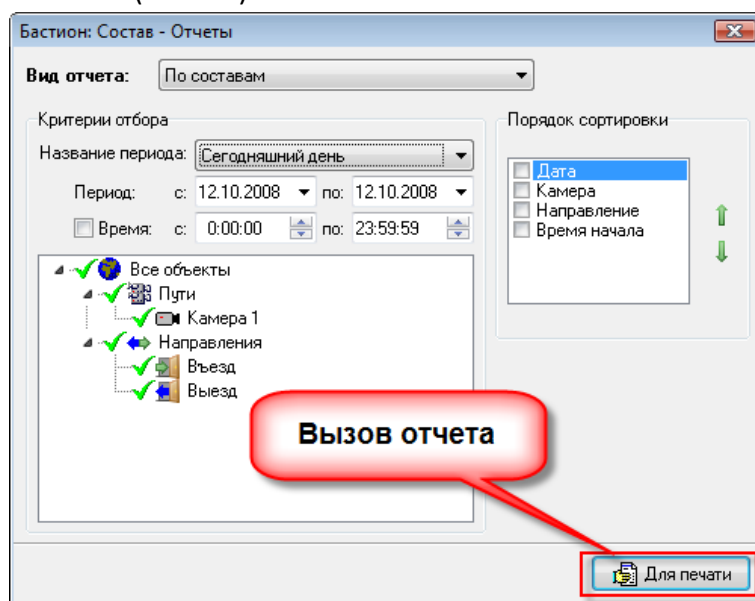 Бастион: Состав - Отчеты
Вид отчета: По составам
Критерии отбора
Название периода: Сегодняшний день
Период: с: 12.10.2008 по: 12.10.2008
Время: с: 0:00:00 по: 23:59:59
Все объекты
Пути
Камера 1
Направления
Въезд
Выезд
Порядок сортировки
Дата
Камера
Направление
Время начала
Вызов отчета
Для печати